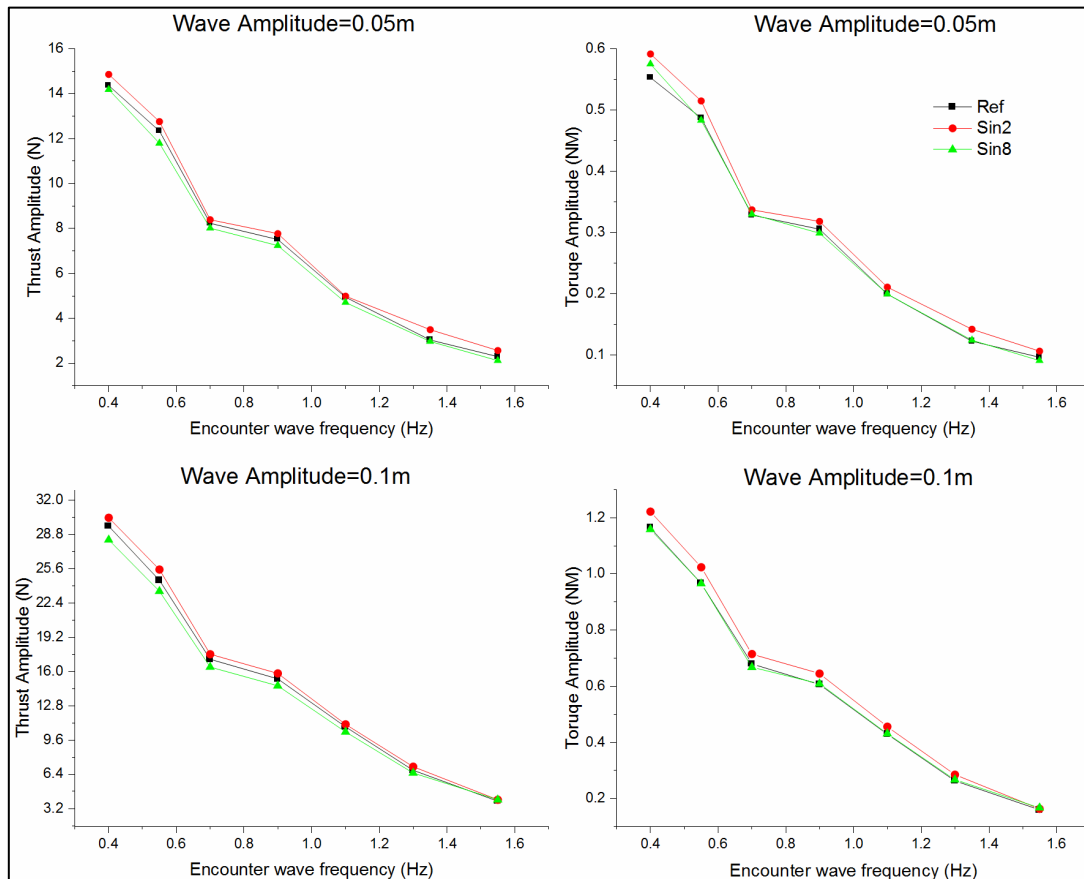 Wave Amplitude=0.05m
16
14
12
10
8
6
4
2
Thrust Amplitude (N)
0.4 0.6 0.8 1.0 1.2 1.4 1.6
Encounter wave frequency (Hz)
Wave Amplitude=0.05m
0.6
0.5
0.4
0.3
0.2
0.1
Toruqe Amplitude (NM)
Ref
Sin2
Sin8
0.4 0.6 0.8 1.0 1.2 1.4 1.6
Encounter wave frequency (Hz)
Wave Amplitude=0.1m
32.0
28.8
25.6
22.4
19.2
16.0
12.8
9.6
6.4
3.2
Thrust Amplitude (N)
0.4 0.6 0.8 1.0 1.2 1.4 1.6
Encounter wave frequency (Hz)
Wave Amplitude=0.1m
1.2
1.0
0.8
0.6
0.4
0.2
Toruqe Amplitude (NM)
0.4 0.6 0.8 1.0 1.2 1.4 1.6
Encounter wave frequency (Hz)